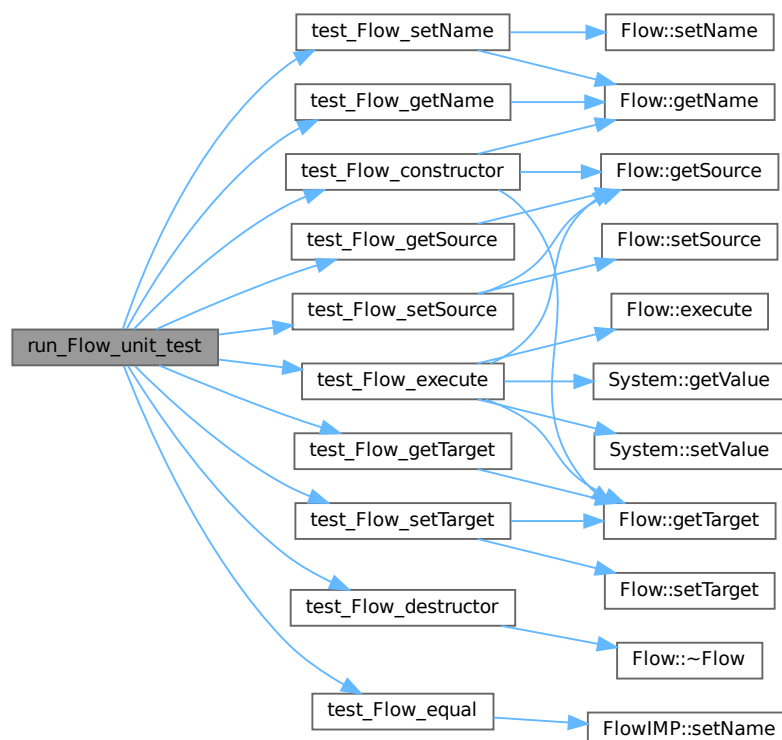 run_Flow_unit_test
test_Flow_setName
test_Flow_getName
test_Flow_constructor
test_Flow_getSource
test_Flow_setSource
test_Flow_execute
test_Flow_getTarget
test_Flow_setTarget
test_Flow_destructor
test_Flow_equal
Flow::setName
Flow::getName
Flow::getSource
Flow::setSource
Flow::execute
System::getValue
System::setValue
Flow::getTarget
Flow::setTarget
Flow::~Flow
FlowIMP::setName